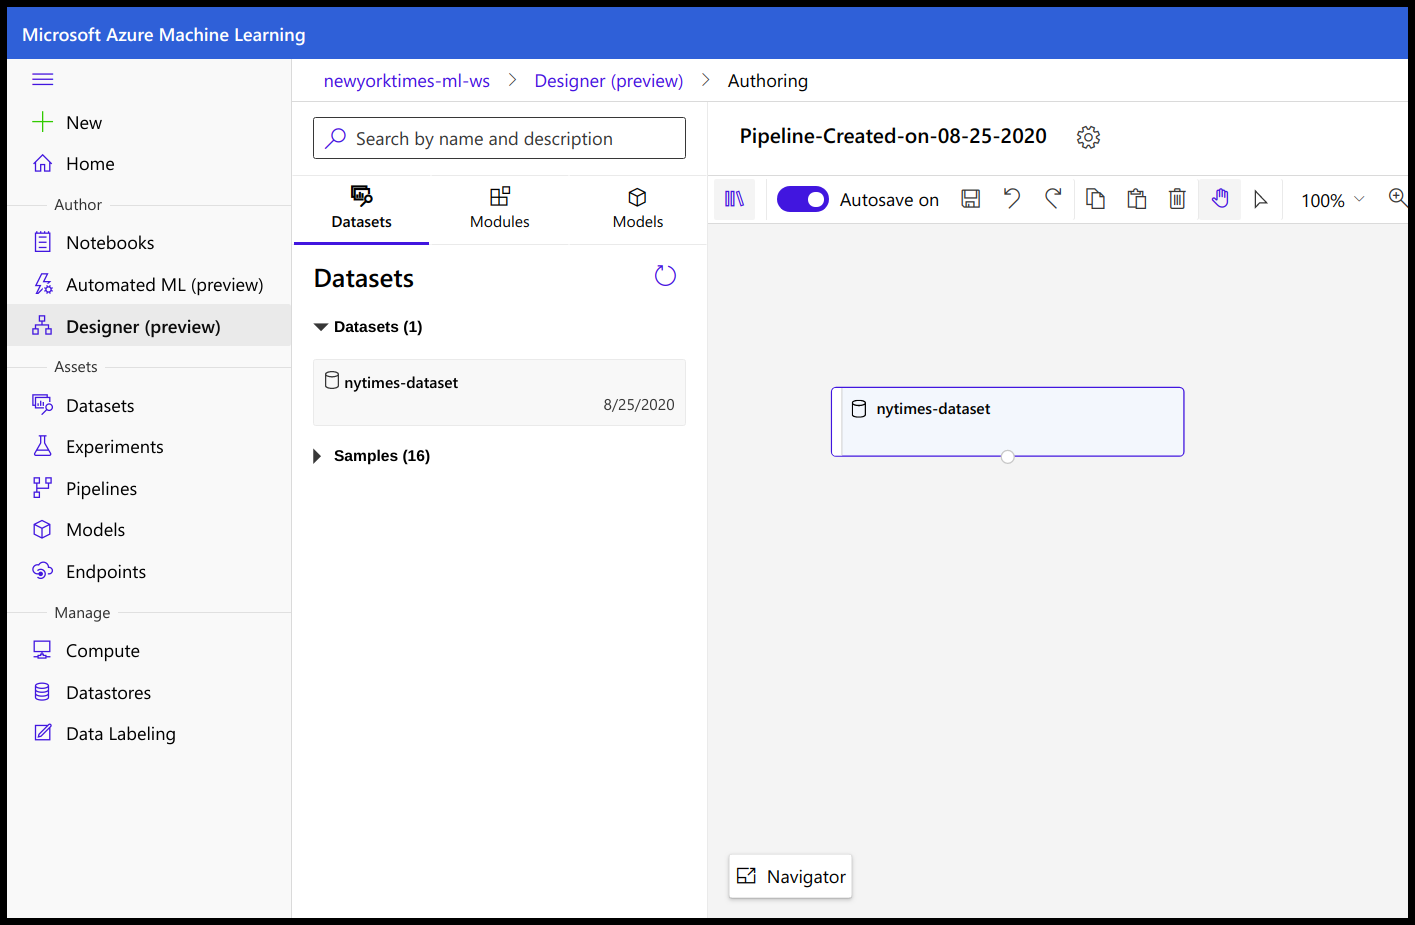 Microsoft Azure Machine Learning
New
Home
Author
Notebooks
Automated ML (preview)
Designer (preview)
Assets
Datasets
Experiments
Pipelines
Models
Endpoints
Manage
Compute
Datastores
Data Labeling
newyorktimes-ml-ws > Designer (preview) > Authoring
Search by name and description
Datasets Modules Models
Datasets
Datasets (1)
nytimes-dataset
8/25/2020
Samples (16)
Pipeline-Created-on-08-25-2020
Autosave on 100%
nytimes-dataset
Navigator